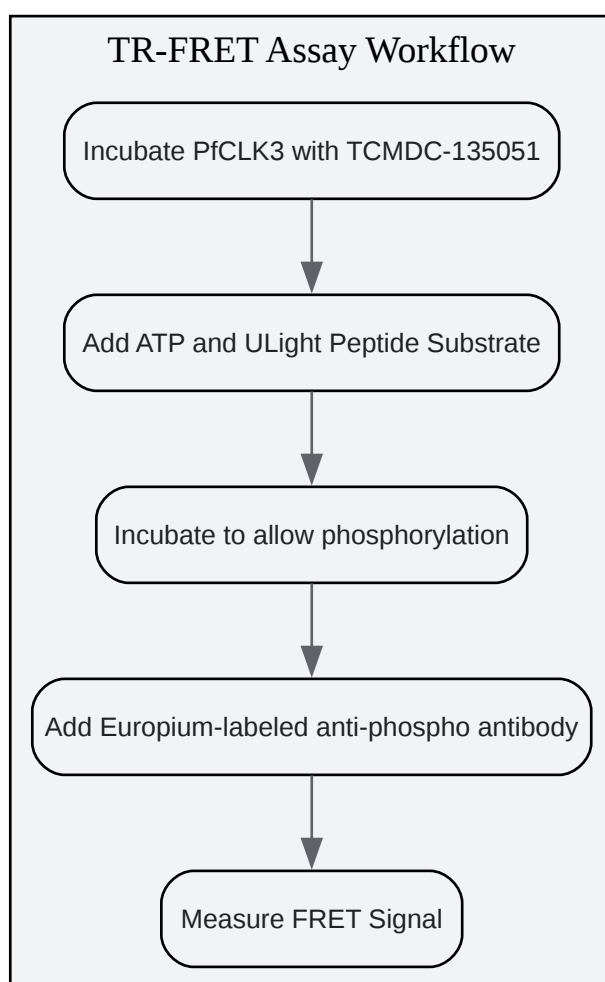 TR-FRET Assay Workflow
Incubate PfCLK3 with TCMDC-135051
Add ATP and ULight Peptide Substrate
Incubate to allow phosphorylation
Add Europium-labeled anti-phospho antibody
Measure FRET Signal